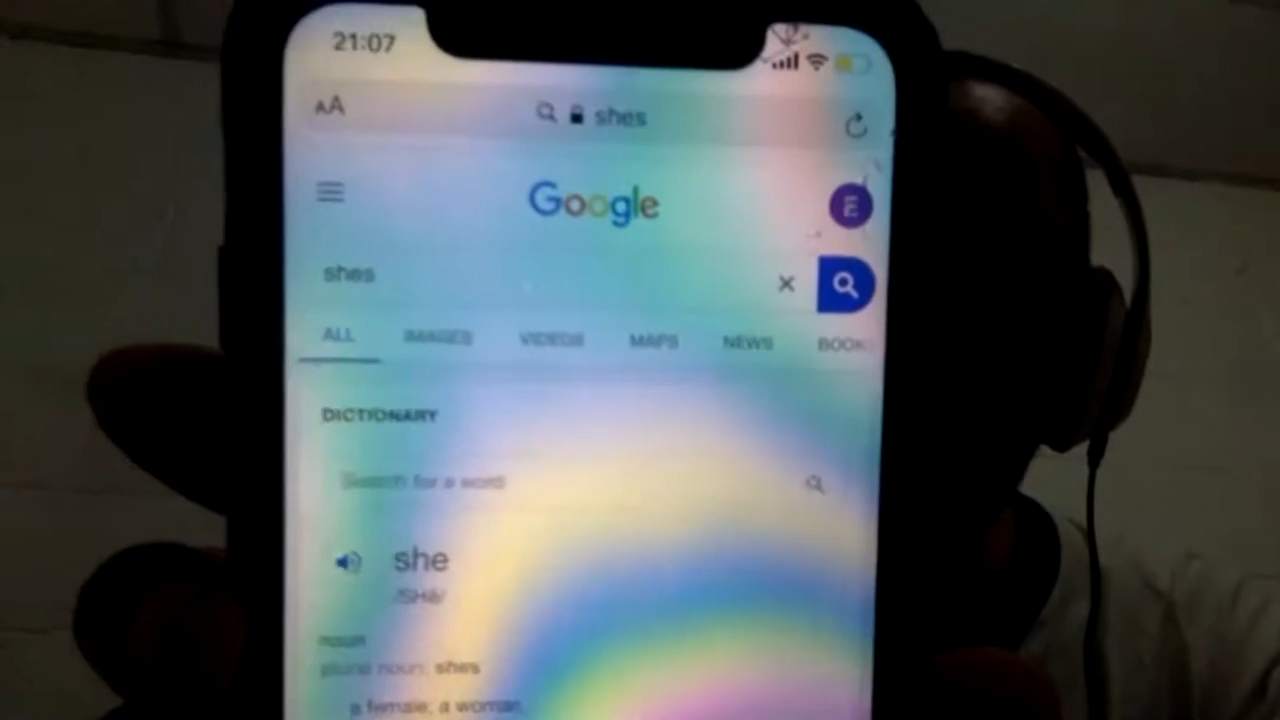 21:07
AA shes
Google
E
shes
ALL IMAGES VIDEOS MAPS NEWS BOOK
DICTIONARY
Search for a word
she
noun
plural noun: shes
a female; a woman.